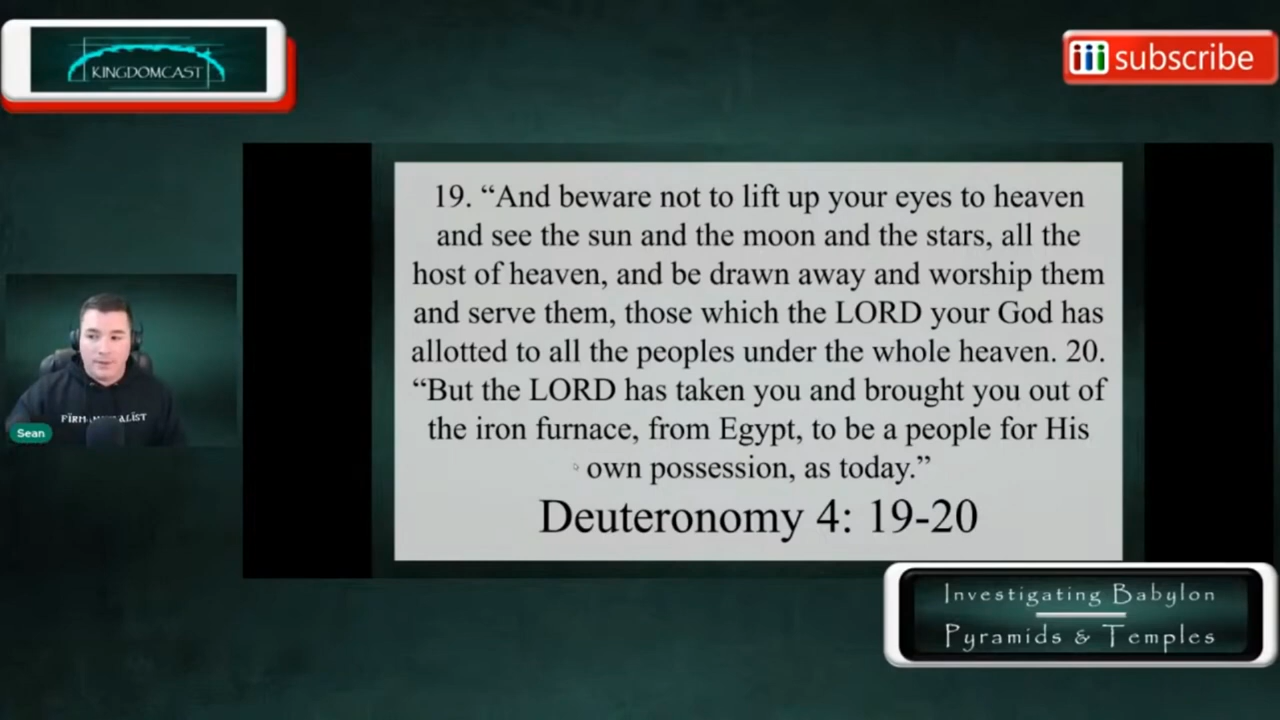 KINGDOMCAST
subscribe
19. “And beware not to lift up your eyes to heaven
and see the sun and the moon and the stars, all the
host of heaven, and be drawn away and worship them
and serve them, those which the LORD your God has
allotted to all the peoples under the whole heaven. 20.
“But the LORD has taken you and brought you out of
the iron furnace, from Egypt, to be a people for His
own possession, as today.”
Deuteronomy 4: 19-20
Sean
Investigating Babylon
Pyramids & Temples